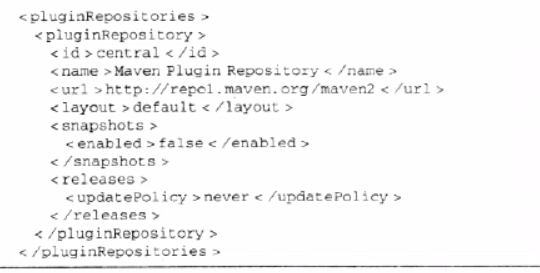 <pluginRepositories>
<pluginRepository>
<id>central</id>
<name>Maven Plugin Repository</name>
<url>http://repo1.maven.org/maven2</url>
<layout>default</layout>
<snapshots>
<enabled>false</enabled>
</snapshots>
<releases>
<updatePolicy>never</updatePolicy>
</releases>
</pluginRepository>
</pluginRepositories>